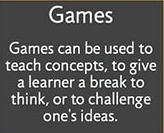 Games
Games can be used to
teach concepts, to give
a learner a break to
think, or to challenge
one's ideas.